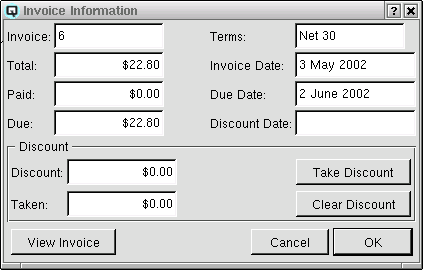 Invoice Information
Invoice: 6 Terms: Net 30
Total: $22.80 Invoice Date: 3 May 2002
Paid: $0.00 Due Date: 2 June 2002
Due: $22.80 Discount Date:
Discount
Discount: $0.00 Take Discount
Taken: $0.00 Clear Discount
View Invoice Cancel OK